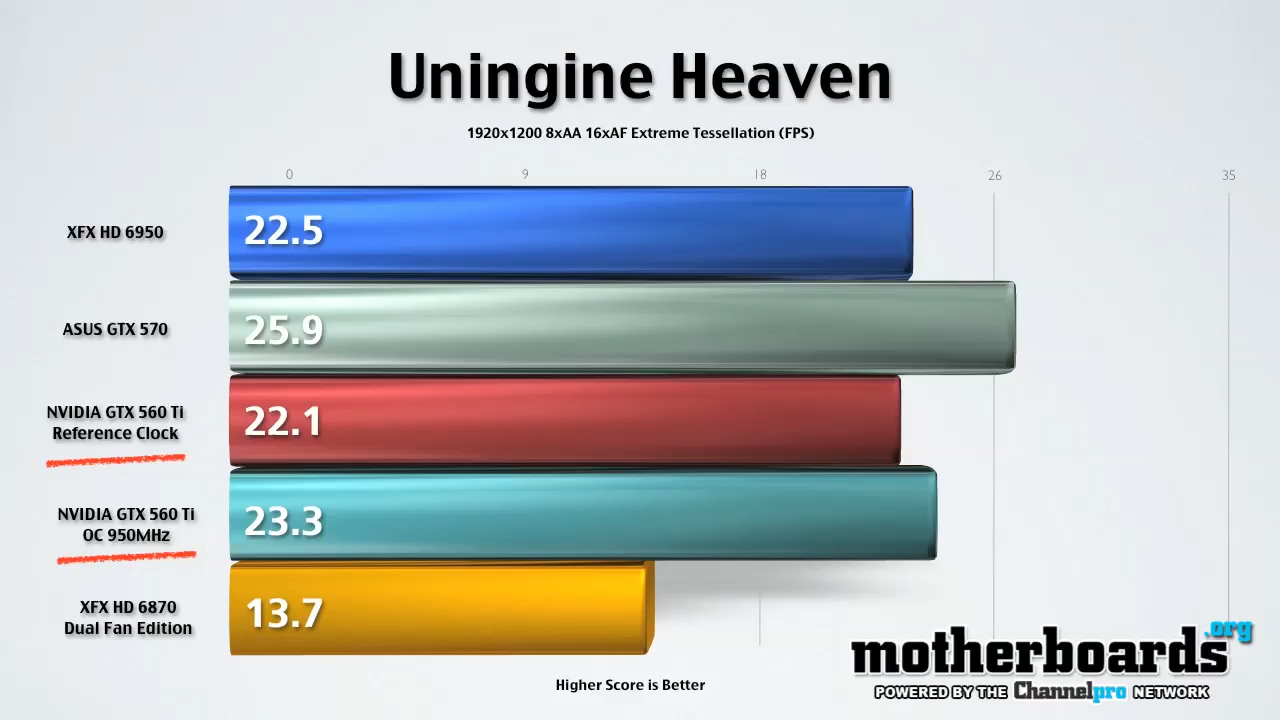 Uningine Heaven
1920x1200 8xAA 16xAF Extreme Tessellation (FPS)
0 9 18 26 35
XFX HD 6950 22.5
ASUS GTX 570 25.9
NVIDIA GTX 560 Ti
Reference Clock
22.1
NVIDIA GTX 560 Ti
OC 950MHz
23.3
XFX HD 6870
Dual Fan Edition
13.7
Higher Score is Better
motherboards.org
POWERED BY THE Channelpro NETWORK